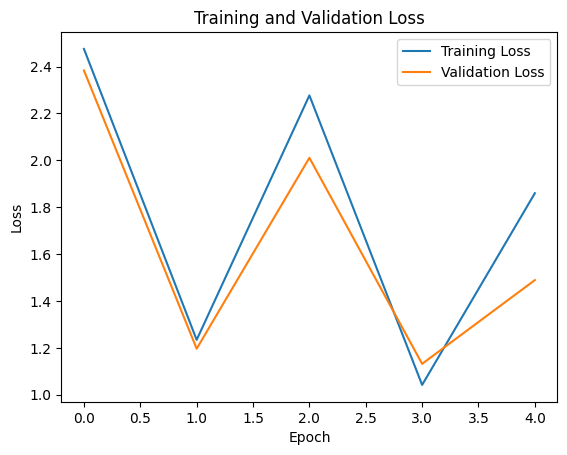 Training and Validation Loss
Training Loss
Validation Loss
2.4
2.2
2.0
1.8
1.6
1.4
1.2
1.0
Loss
0.0 0.5 1.0 1.5 2.0 2.5 3.0 3.5 4.0
Epoch